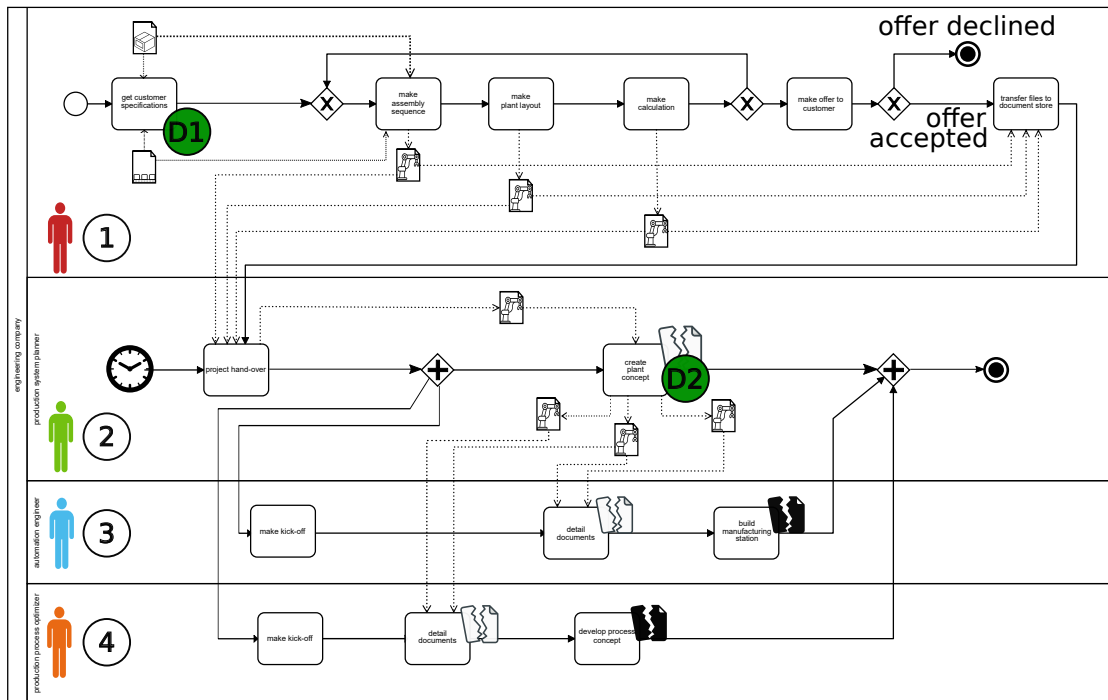 engineering company
get customer
specifications
D1
X
make
assembly
sequence
make
plant layout
make
calculation
X
make offer to
customer
X
offer declined
offer
accepted
transfer files to
document store
1
production system planner
project hand-over
create
plant
concept
D2
2
automation engineer
make kick-off
detail
documents
build
manufacturing
station
3
production process optimizer
make kick-off
detail
documents
develop process
concept
4